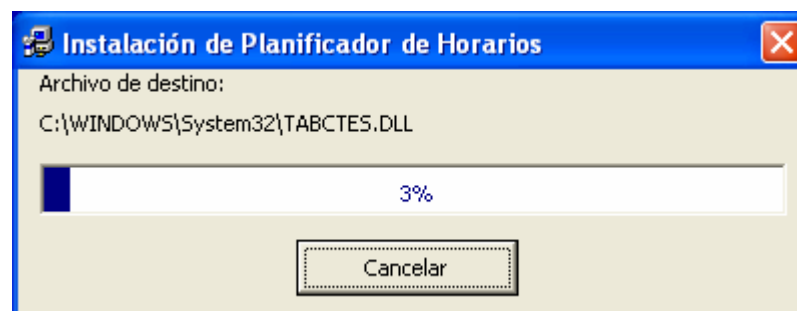 Instalación de Planificador de Horarios
Archivo de destino:
C:\WINDOWS\System32\TABCTES.DLL
3%
Cancelar